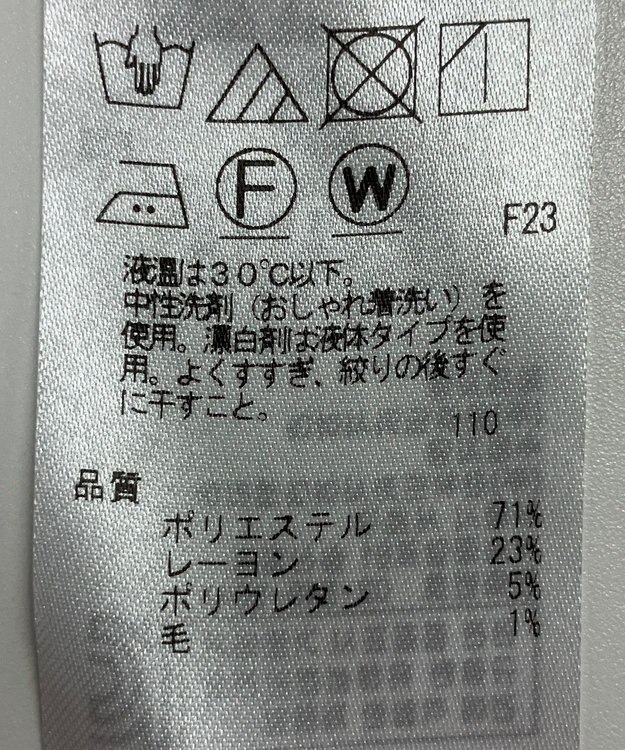 F
W
F23
液温は30℃以下。
中性洗剤（おしゃれ着洗い）を
使用。漂白剤は液体タイプを使
用。よくすすぎ、絞りの後すぐ
に干すこと。
110
品質
ポリエステル 71%
レーヨン 23%
ポリウレタン 5%
毛 1%